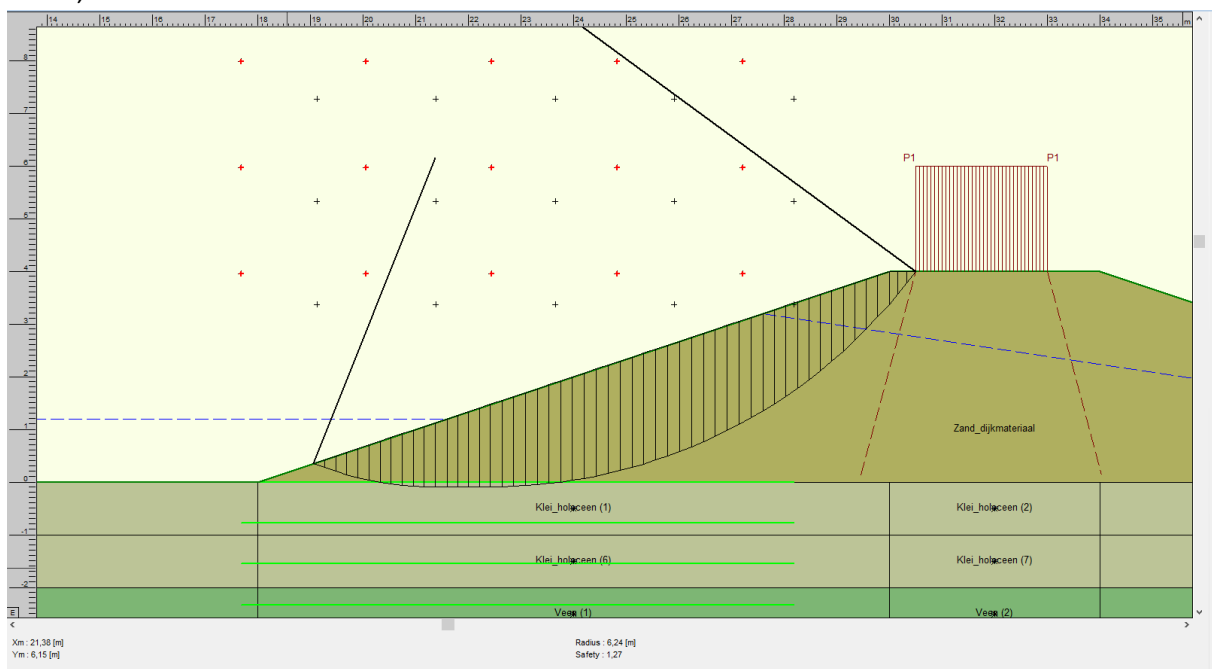 14 15 16 17 18 19 20 21 22 23 24 25 26 27 28 29 30 31 32 33 34 35 m
8
7
6
P1 P1
5
4
3
2
1
Zand_dijkmateriaal
0
Klei_holoceen (1) Klei_holoceen (2)
-1
Klei_holoceen (6) Klei_holoceen (7)
-2
E Veen (1) Veen (2)
Xm : 21,38 [m] Radius : 6,24 [m]
Ym : 6,15 [m] Safety : 1,27